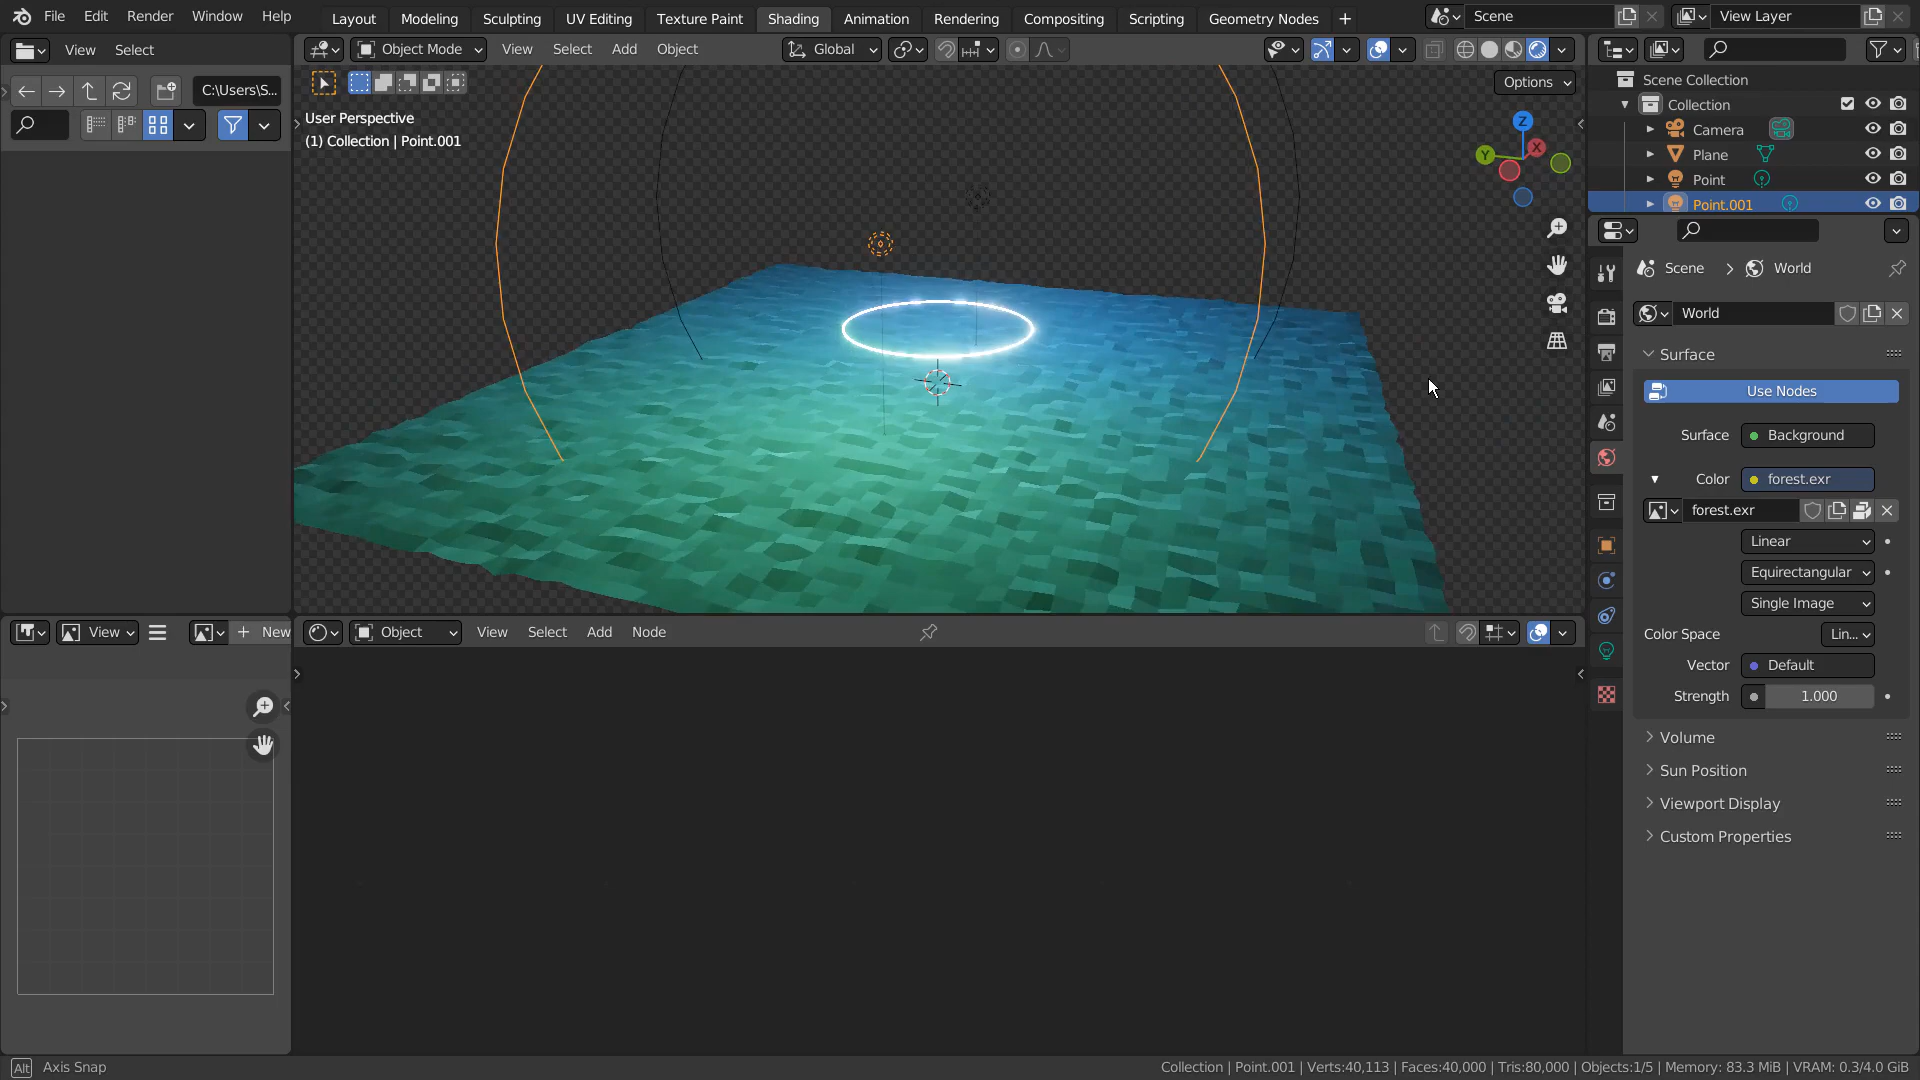 File Edit Render Window Help
Layout Modeling Sculpting UV Editing Texture Paint Shading Animation Rendering Compositing Scripting Geometry Nodes +
Scene
View Layer
View Select
Object Mode View Select Add Object
Global
C:\Users\S...
Options
User Perspective
(1) Collection | Point.001
Z
Y
X
Scene Collection
Collection
Camera
Plane
Point
Point.001
Scene > World
World
Surface
Use Nodes
Surface Background
Color forest.exr
forest.exr
Linear
Equirectangular
Single Image
Color Space Lin...
Vector Default
Strength 1.000
Volume
Sun Position
Viewport Display
Custom Properties
View + New
Object View Select Add Node
Alt Axis Snap
Collection | Point.001 | Verts:40,113 | Faces:40,000 | Tris:80,000 | Objects:1/5 | Memory: 83.3 MiB | VRAM: 0.3/4.0 GiB